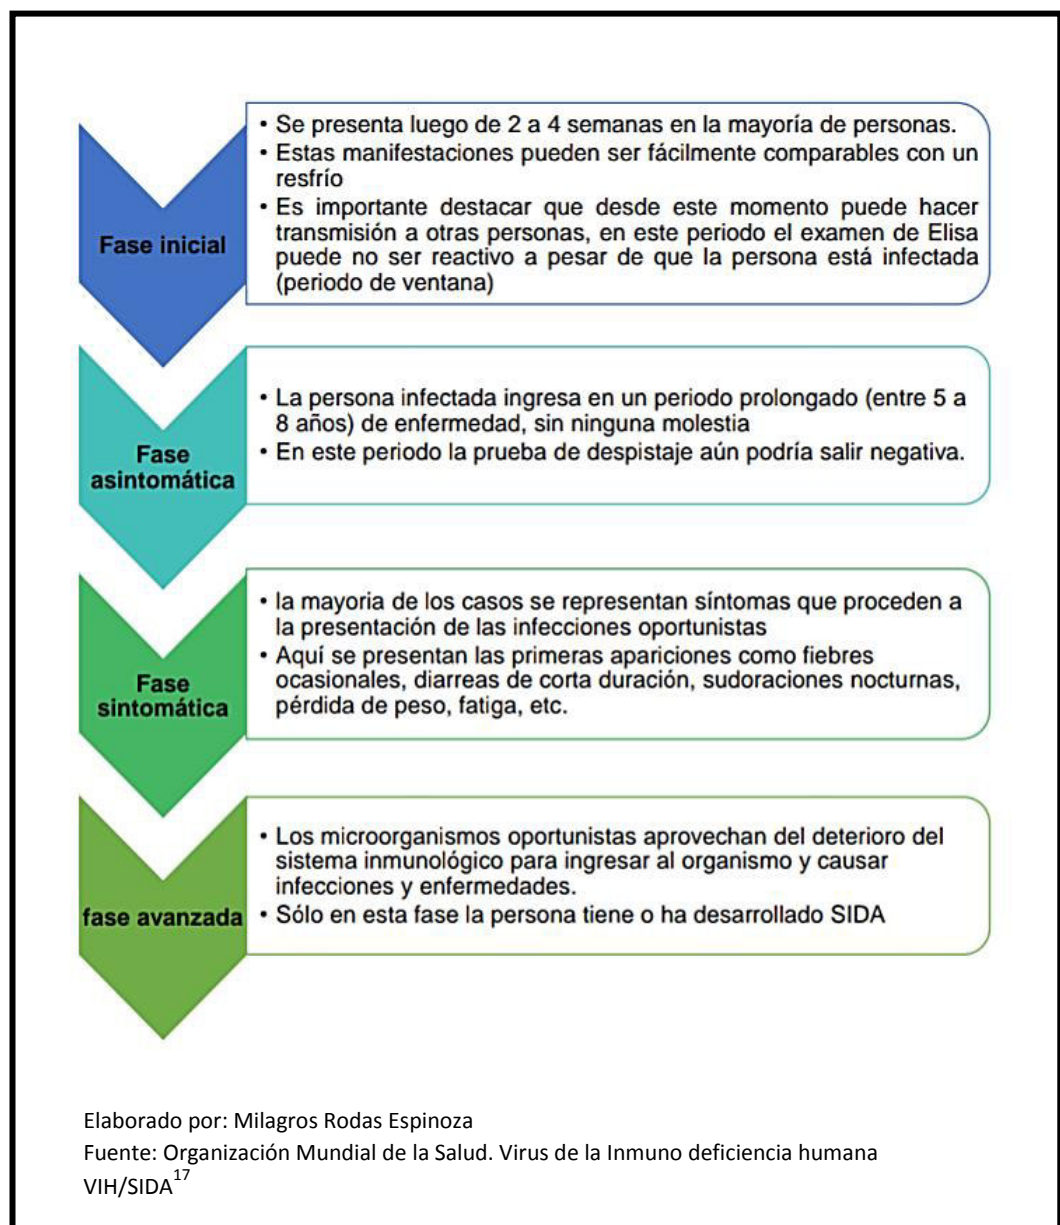 Fase inicial
• Se presenta luego de 2 a 4 semanas en la mayoría de personas.
• Estas manifestaciones pueden ser fácilmente comparables con un
resfrío
• Es importante destacar que desde este momento puede hacer
transmisión a otras personas, en este periodo el examen de Elisa
puede no ser reactivo a pesar de que la persona está infectada
(periodo de ventana)
Fase
asintomática
• La persona infectada ingresa en un periodo prolongado (entre 5 a
8 años) de enfermedad, sin ninguna molestia
• En este periodo la prueba de despistaje aún podría salir negativa.
Fase
sintomática
• la mayoria de los casos se representan síntomas que proceden a
la presentación de las infecciones oportunistas
• Aquí se presentan las primeras apariciones como fiebres
ocasionales, diarreas de corta duración, sudoraciones nocturnas,
pérdida de peso, fatiga, etc.
fase avanzada
• Los microorganismos oportunistas aprovechan del deterioro del
sistema inmunológico para ingresar al organismo y causar
infecciones y enfermedades.
• Sólo en esta fase la persona tiene o ha desarrollado SIDA
Elaborado por: Milagros Rodas Espinoza
Fuente: Organización Mundial de la Salud. Virus de la Inmuno deficiencia humana
VIH/SIDA17